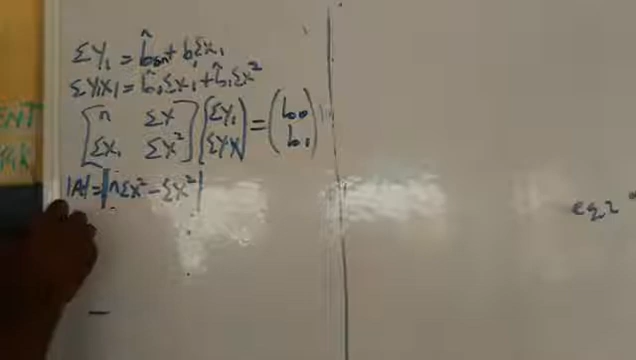 ΣY₁ = b̂₀n + b̂₁Σx₁
ΣY₁X₁ = b̂₀Σx₁ + b̂₁Σx²
[n Σx; Σx₁ Σx²] (ΣY₁; ΣYX) = (b₀; b₁)
|A| = |nΣx² - Σx²|
eq 2